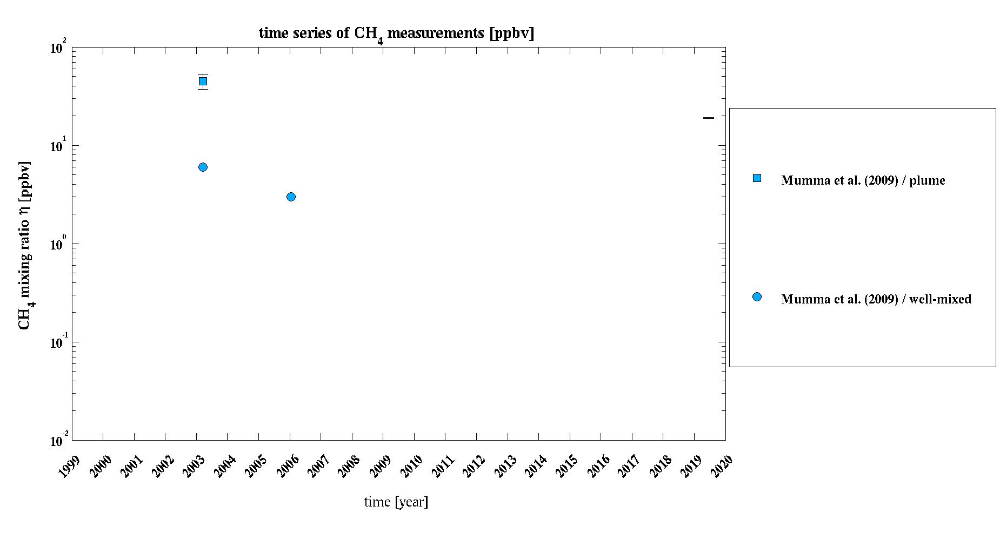 time series of CH4 measurements [ppbv]
10^2
10^1
10^0
10^-1
10^-2
CH4 mixing ratio η [ppbv]
1999 2000 2001 2002 2003 2004 2005 2006 2007 2008 2009 2010 2011 2012 2013 2014 2015 2016 2017 2018 2019 2020
time [year]
Mumma et al. (2009) / plume
Mumma et al. (2009) / well-mixed